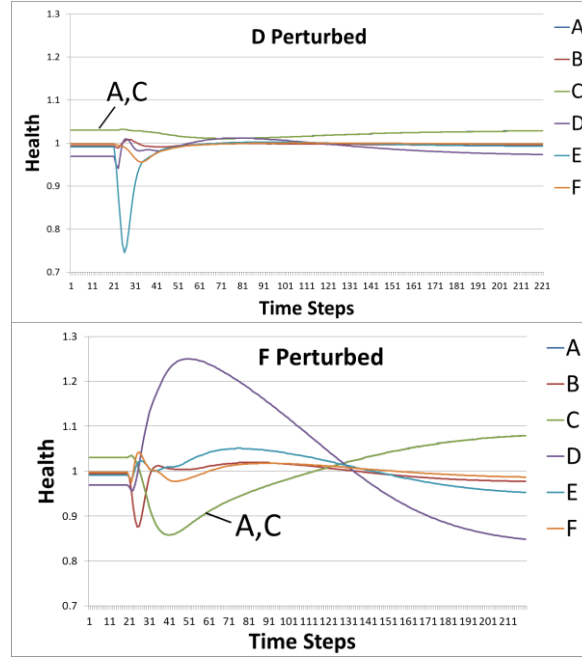 D Perturbed
1.3
1.2
1.1
1
0.9
0.8
0.7
Health
A,C
1 11 21 31 41 51 61 71 81 91 101 111 121 131 141 151 161 171 181 191 201 211 221
Time Steps
A
B
C
D
E
F
F Perturbed
1.3
1.2
1.1
1
0.9
0.8
0.7
Health
A,C
1 11 21 31 41 51 61 71 81 91 101 111 121 131 141 151 161 171 181 191 201 211
Time Steps
A
B
C
D
E
F